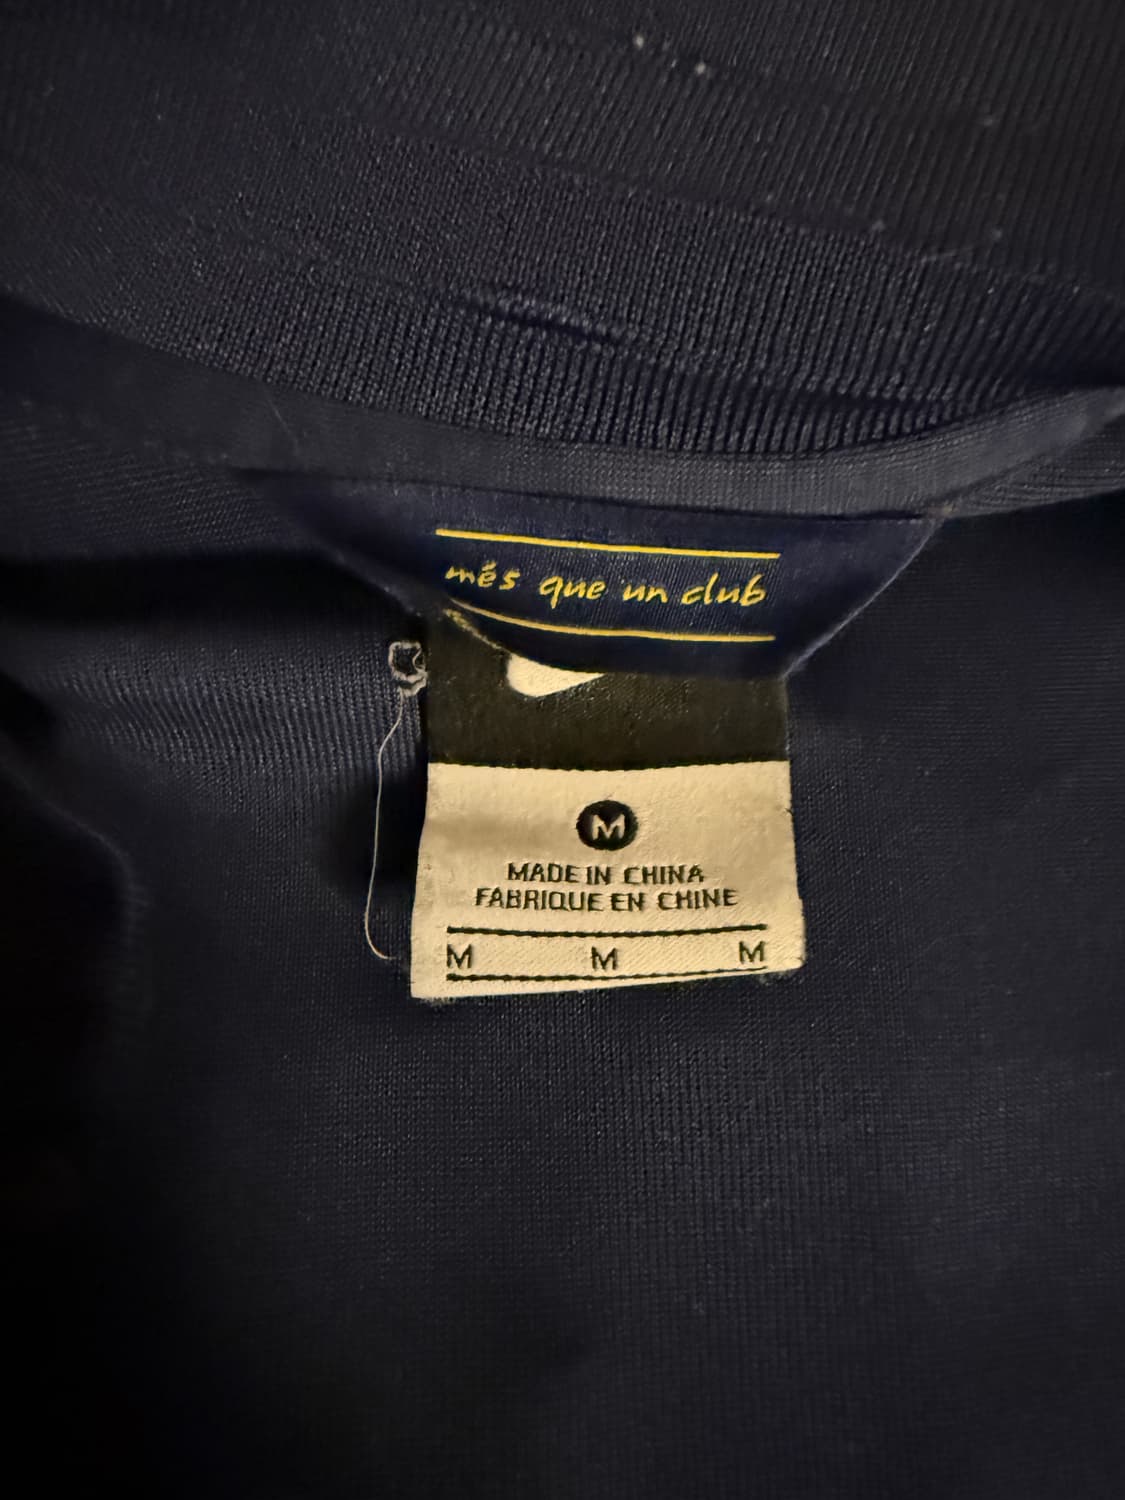 més que un club
M
MADE IN CHINA
FABRIQUE EN CHINE
M M M